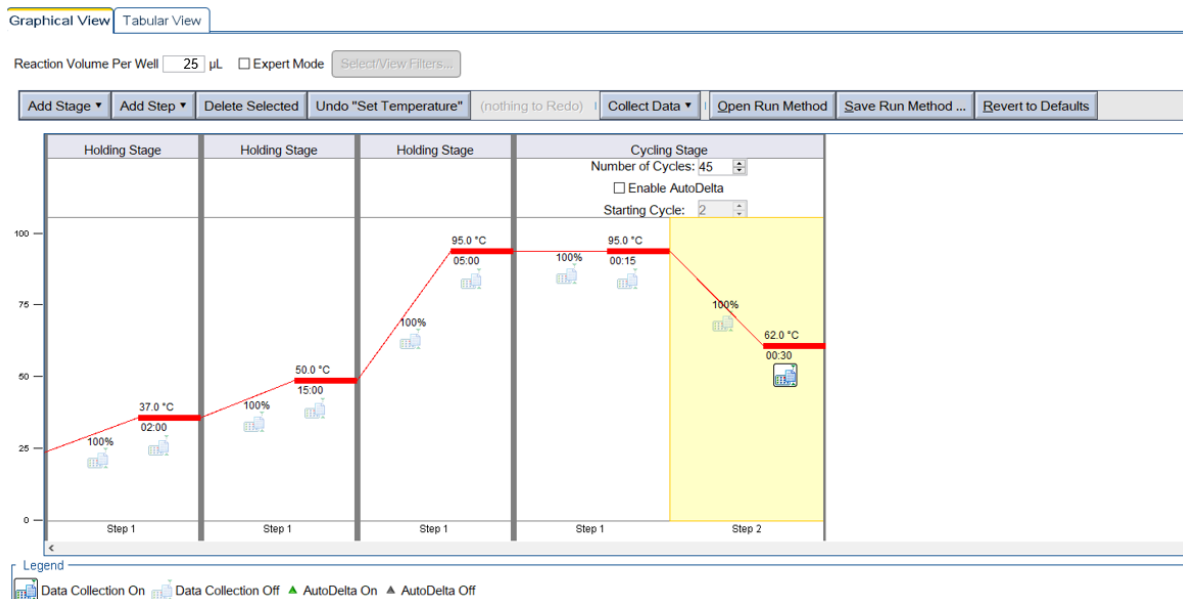 Graphical View Tabular View
Reaction Volume Per Well 25 µL Expert Mode Select/View Filters...
Add Stage ▼ Add Step ▼ Delete Selected Undo "Set Temperature" (nothing to Redo) Collect Data ▼ Open Run Method Save Run Method ... Revert to Defaults
Holding Stage Holding Stage Holding Stage Cycling Stage
Number of Cycles: 45
Enable AutoDelta
Starting Cycle: 2
100
95.0 °C 95.0 °C
05:00 100% 00:15
75
100%
100%
62.0 °C
00:30
50
50.0 °C
15:00
37.0 °C 100%
02:00
100%
25
0
Step 1 Step 1 Step 1 Step 1 Step 2
<
Legend
Data Collection On Data Collection Off ▲ AutoDelta On ▲ AutoDelta Off